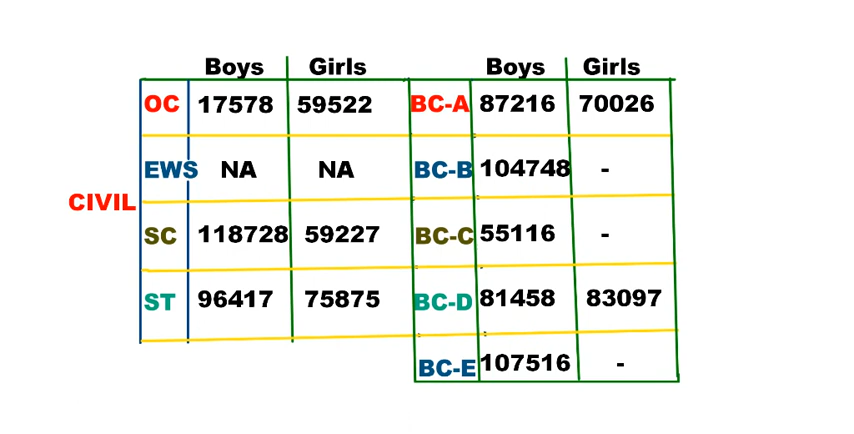 Boys Girls Boys Girls
OC 17578 59522 BC-A 87216 70026
EWS NA NA BC-B 104748 -
CIVIL
SC 118728 59227 BC-C 55116 -
ST 96417 75875 BC-D 81458 83097
BC-E 107516 -